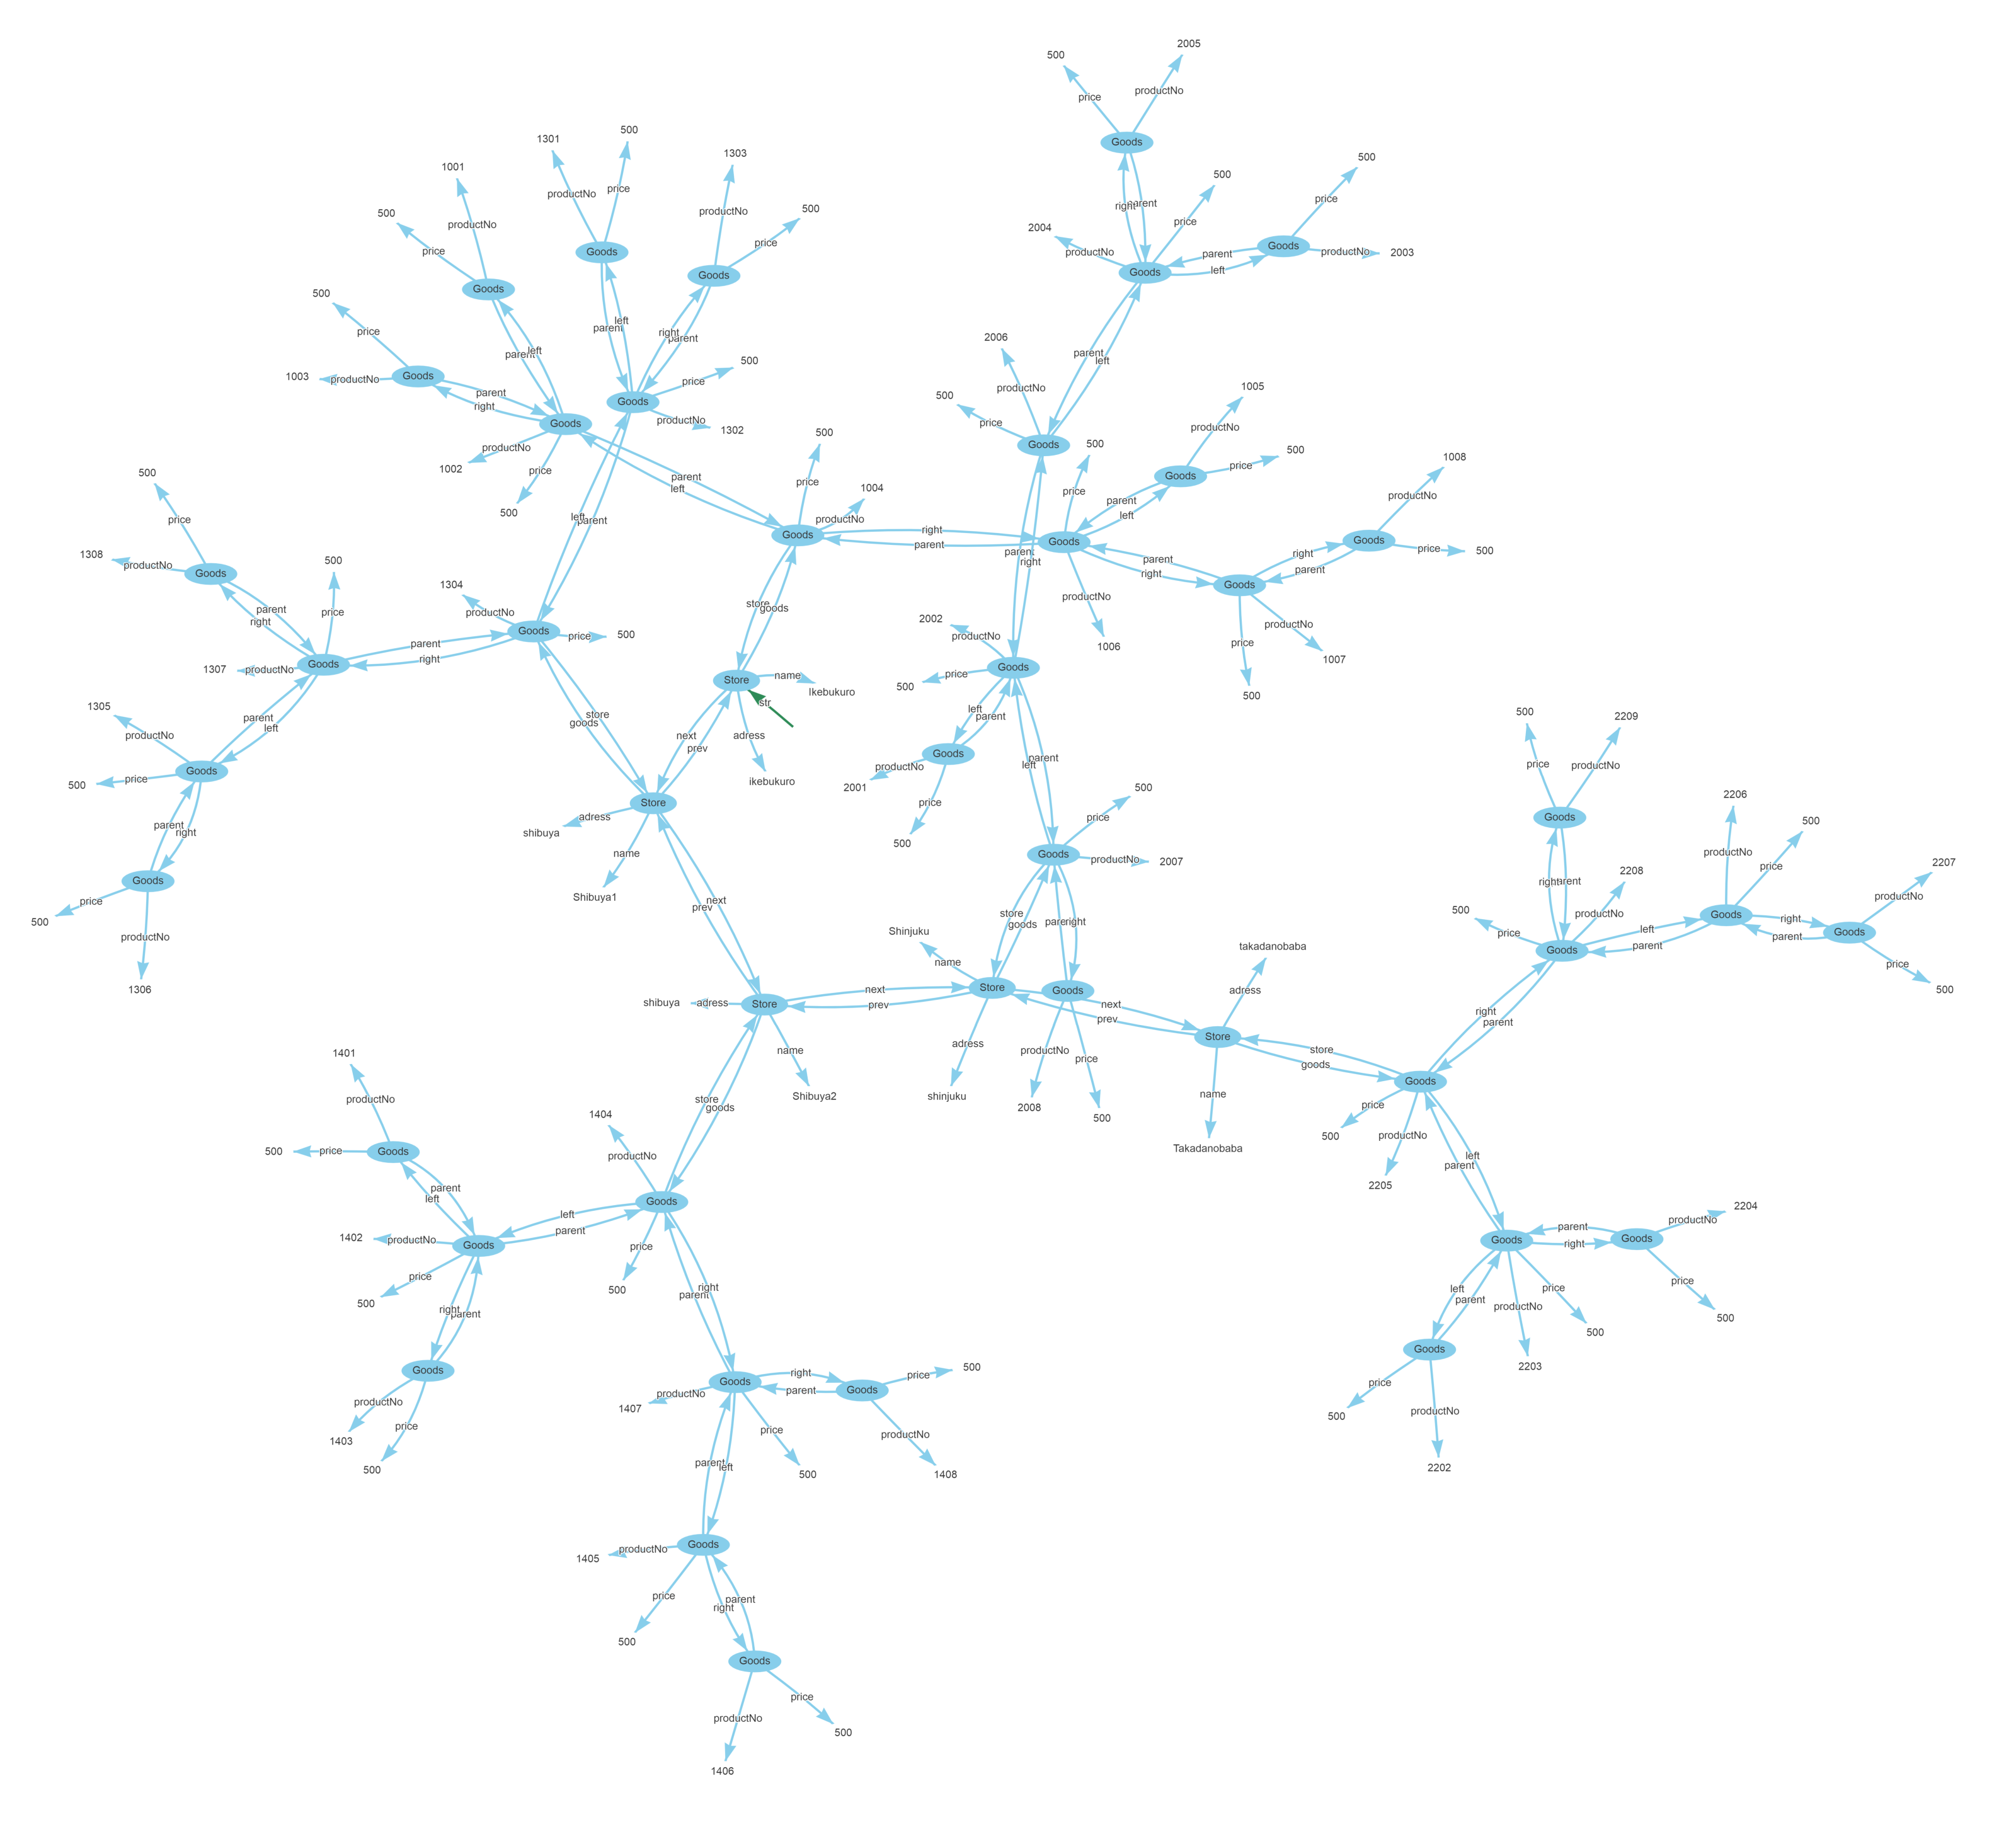 2005
500
productNo
price
Goods
500
1301
500
1303
1001
price
500
right
parent
2004
price
productNo
Goods
parent
left
productNo
2003
Goods
productNo
price
productNo
500
price
Goods
Goods
productNo
500
price
Goods
left
parent
right
parent
500
price
1003
productNo
Goods
parent
right
left
parent
Goods
500
price
productNo
1302
Goods
productNo
1002
price
500
parent
left
2006
productNo
500
price
Goods
parent
left
500
price
1004
productNo
Goods
right
parent
Goods
500
price
parent
left
Goods
1005
productNo
price
500
productNo
1006
parent
right
Goods
right
parent
Goods
1008
productNo
price
500
productNo
1007
price
500
500
price
1308
productNo
Goods
parent
right
500
price
1307
productNo
Goods
parent
right
1304
productNo
Goods
price
500
left
parent
store
goods
store
goods
Store
name
Ikebukuro
str
adress
ikebukuro
next
prev
1305
productNo
500
price
Goods
parent
left
parent
right
Goods
price
500
productNo
1306
Store
adress
shibuya
name
Shibuya1
next
prev
parent
right
2002
productNo
500
price
Goods
left
parent
Goods
productNo
2001
price
500
left
parent
Goods
500
price
productNo
2007
store
goods
parent
right
Shinjuku
name
Store
Goods
adress
shinjuku
productNo
2008
price
500
shibuya
adress
Store
next
prev
name
Shibuya2
next
prev
takadanobaba
adress
Store
name
Takadanobaba
store
goods
500
price
2209
productNo
Goods
right
parent
2208
productNo
500
price
Goods
left
parent
2206
productNo
500
price
Goods
right
parent
Goods
2207
productNo
price
500
right
parent
Goods
price
500
productNo
2205
left
parent
Goods
parent
right
Goods
productNo
2204
price
500
left
parent
productNo
2203
price
500
Goods
price
500
productNo
2202
1401
productNo
500
price
Goods
parent
left
1402
productNo
Goods
price
500
right
parent
Goods
productNo
1403
price
500
left
parent
store
goods
1404
productNo
Goods
price
500
right
parent
Goods
productNo
1407
right
parent
Goods
price
500
productNo
1408
price
500
parent
left
Goods
productNo
1405
price
500
right
parent
Goods
price
500
productNo
1406